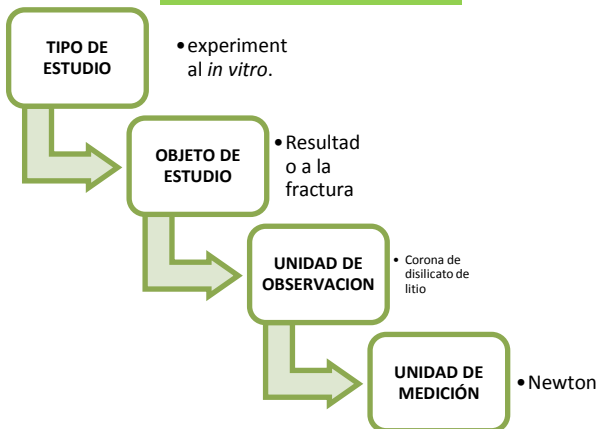 TIPO DE
ESTUDIO
•experiment
al in vitro.
OBJETO DE
ESTUDIO
•Resultad
o a la
fractura
UNIDAD DE
OBSERVACION
• Corona de
disilicato de
litio
UNIDAD DE
MEDICIÓN
•Newton